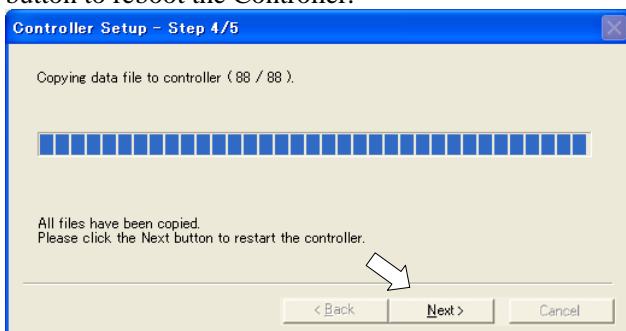 button to reboot the Controller.
Controller Setup - Step 4/5
Copying data file to controller ( 88 / 88 ).
All files have been copied.
Please click the Next button to restart the controller.
< Back Next > Cancel